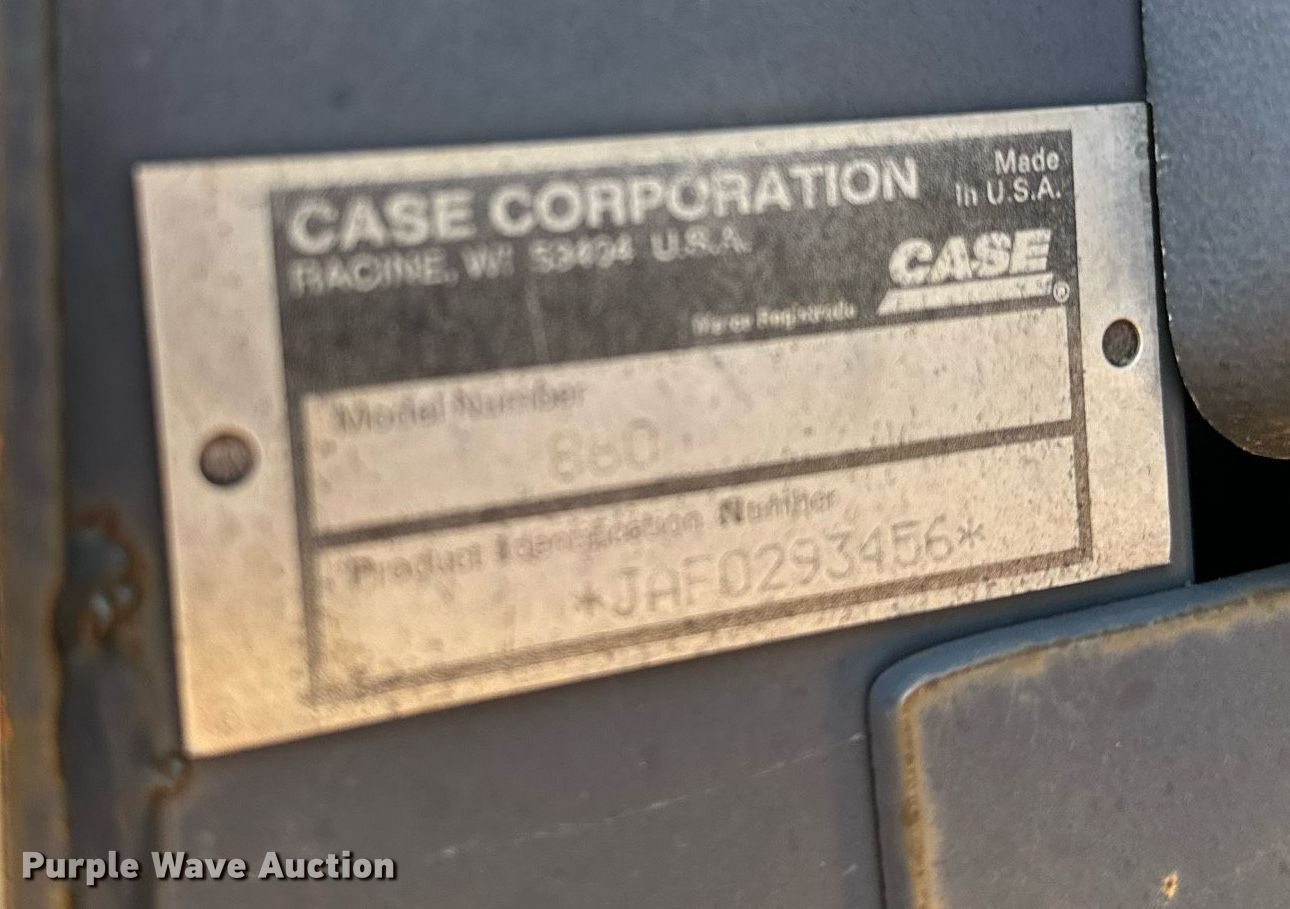 CASE CORPORATION
RACINE, WI 53404 U.S.A.
Made
In U.S.A.
CASE
®
Marca Registrada
Model Number
860
Product Identification Number
*JAF0293456*
Purple Wave Auction